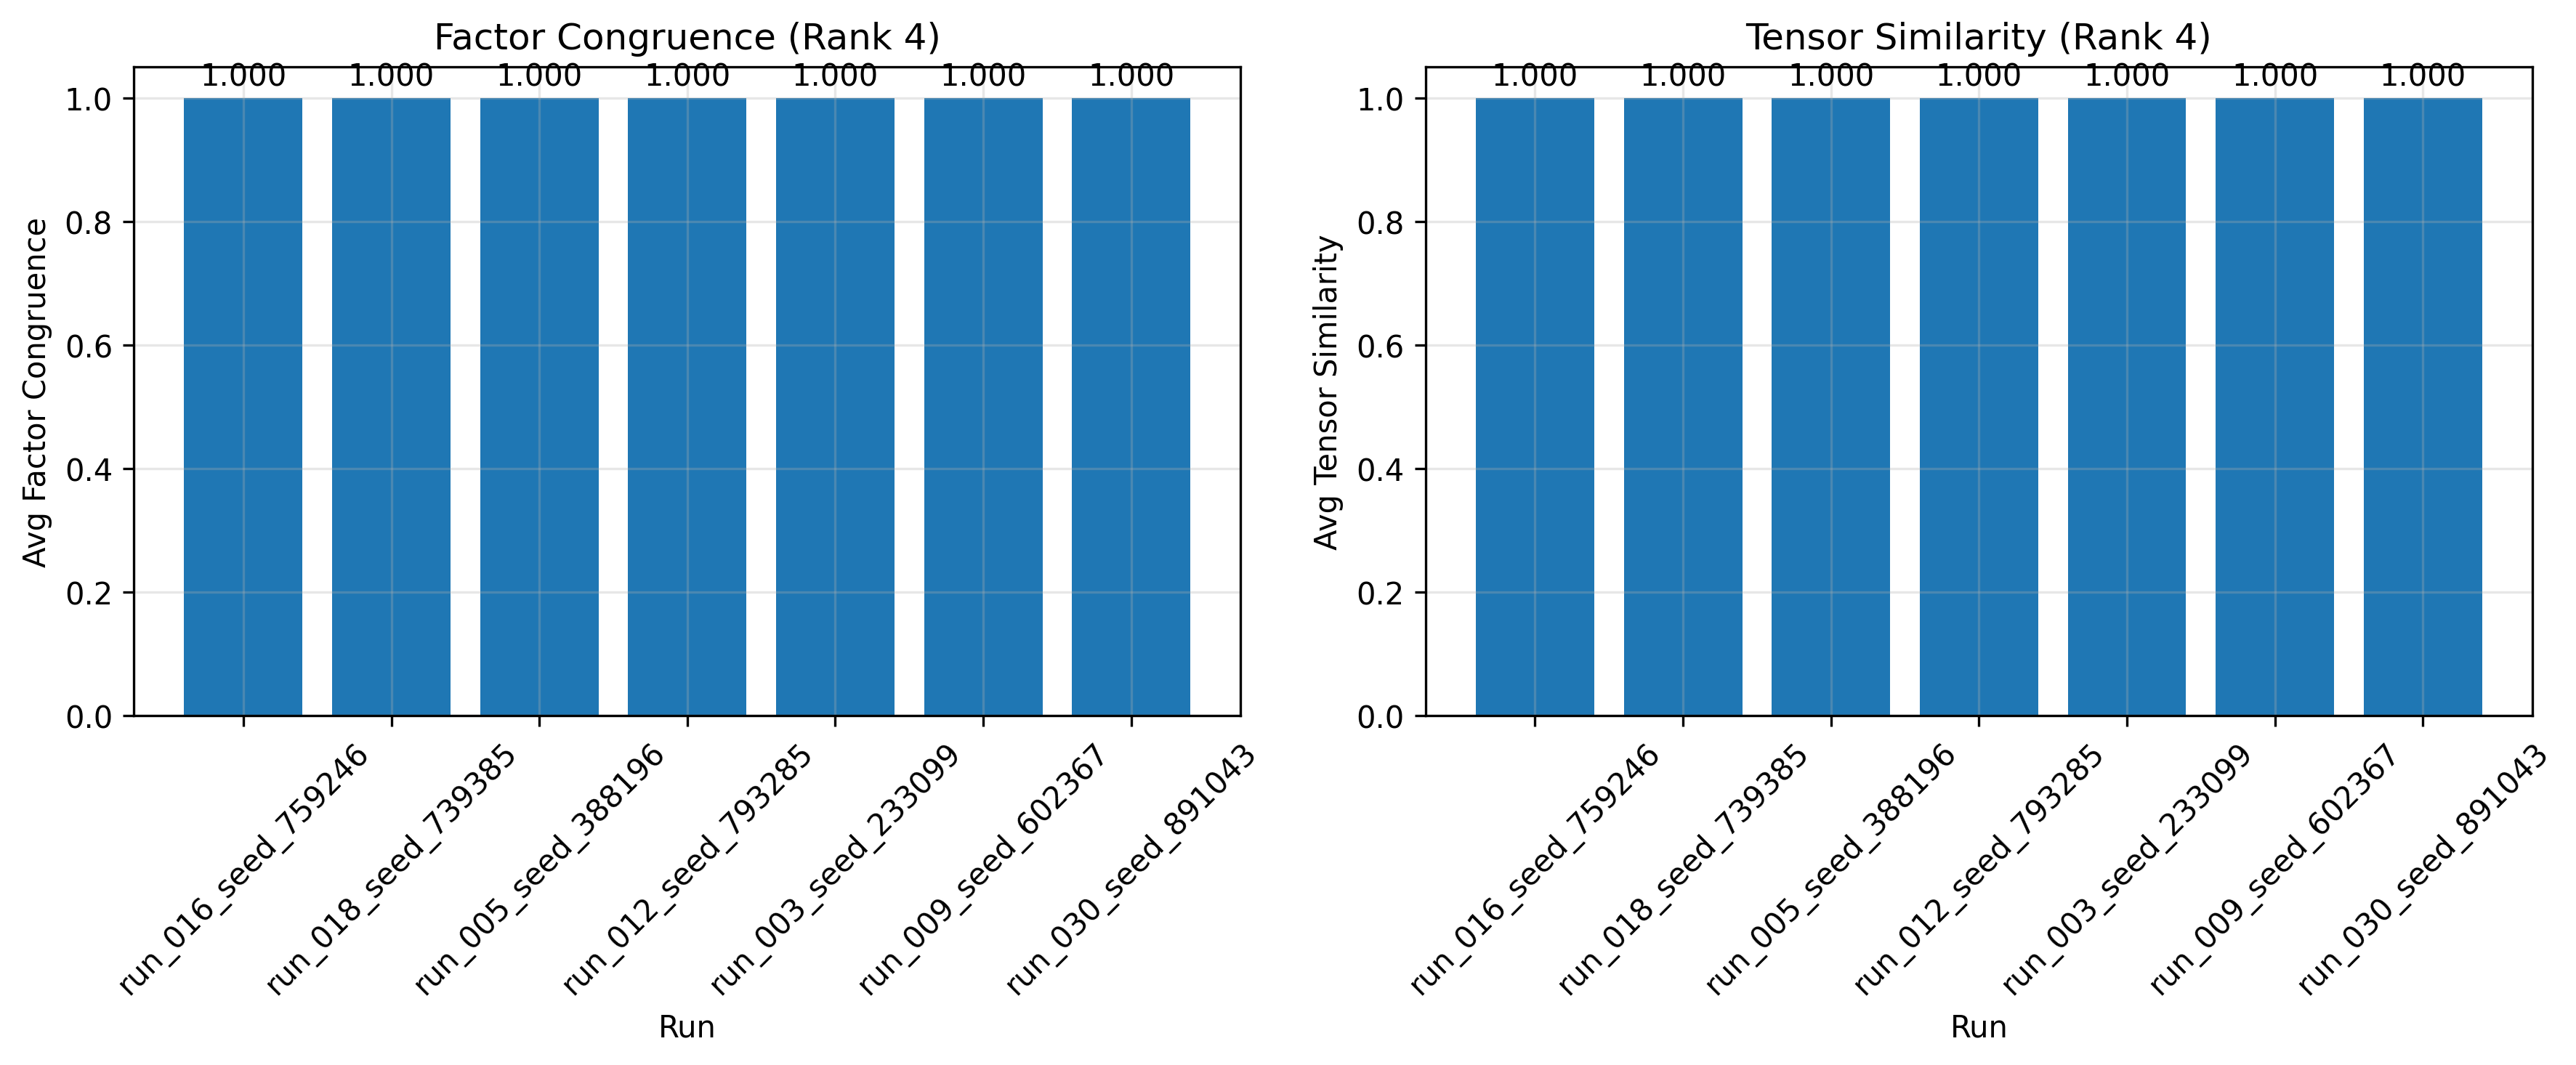 Factor Congruence (Rank 4)
1.000 1.000 1.000 1.000 1.000 1.000 1.000
1.0
0.8
0.6
0.4
0.2
0.0
Avg Factor Congruence
run_016_seed_759246
run_018_seed_739385
run_005_seed_388196
run_012_seed_793285
run_003_seed_233099
run_009_seed_602367
run_030_seed_891043
Run
Tensor Similarity (Rank 4)
1.000 1.000 1.000 1.000 1.000 1.000 1.000
1.0
0.8
0.6
0.4
0.2
0.0
Avg Tensor Similarity
run_016_seed_759246
run_018_seed_739385
run_005_seed_388196
run_012_seed_793285
run_003_seed_233099
run_009_seed_602367
run_030_seed_891043
Run